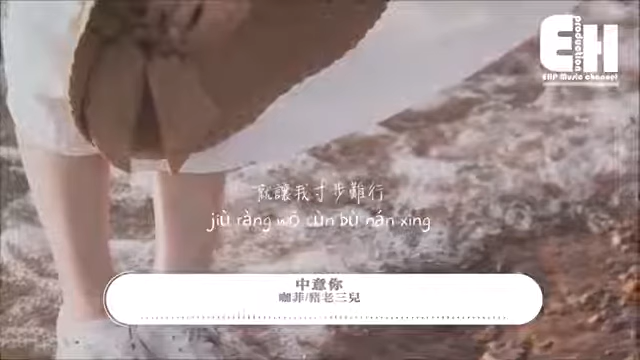 EH
production
EHP Music channel
就讓我寸步難行
jiù ràng wǒ cùn bù nán xíng
中意你
咖菲/豬老三兒